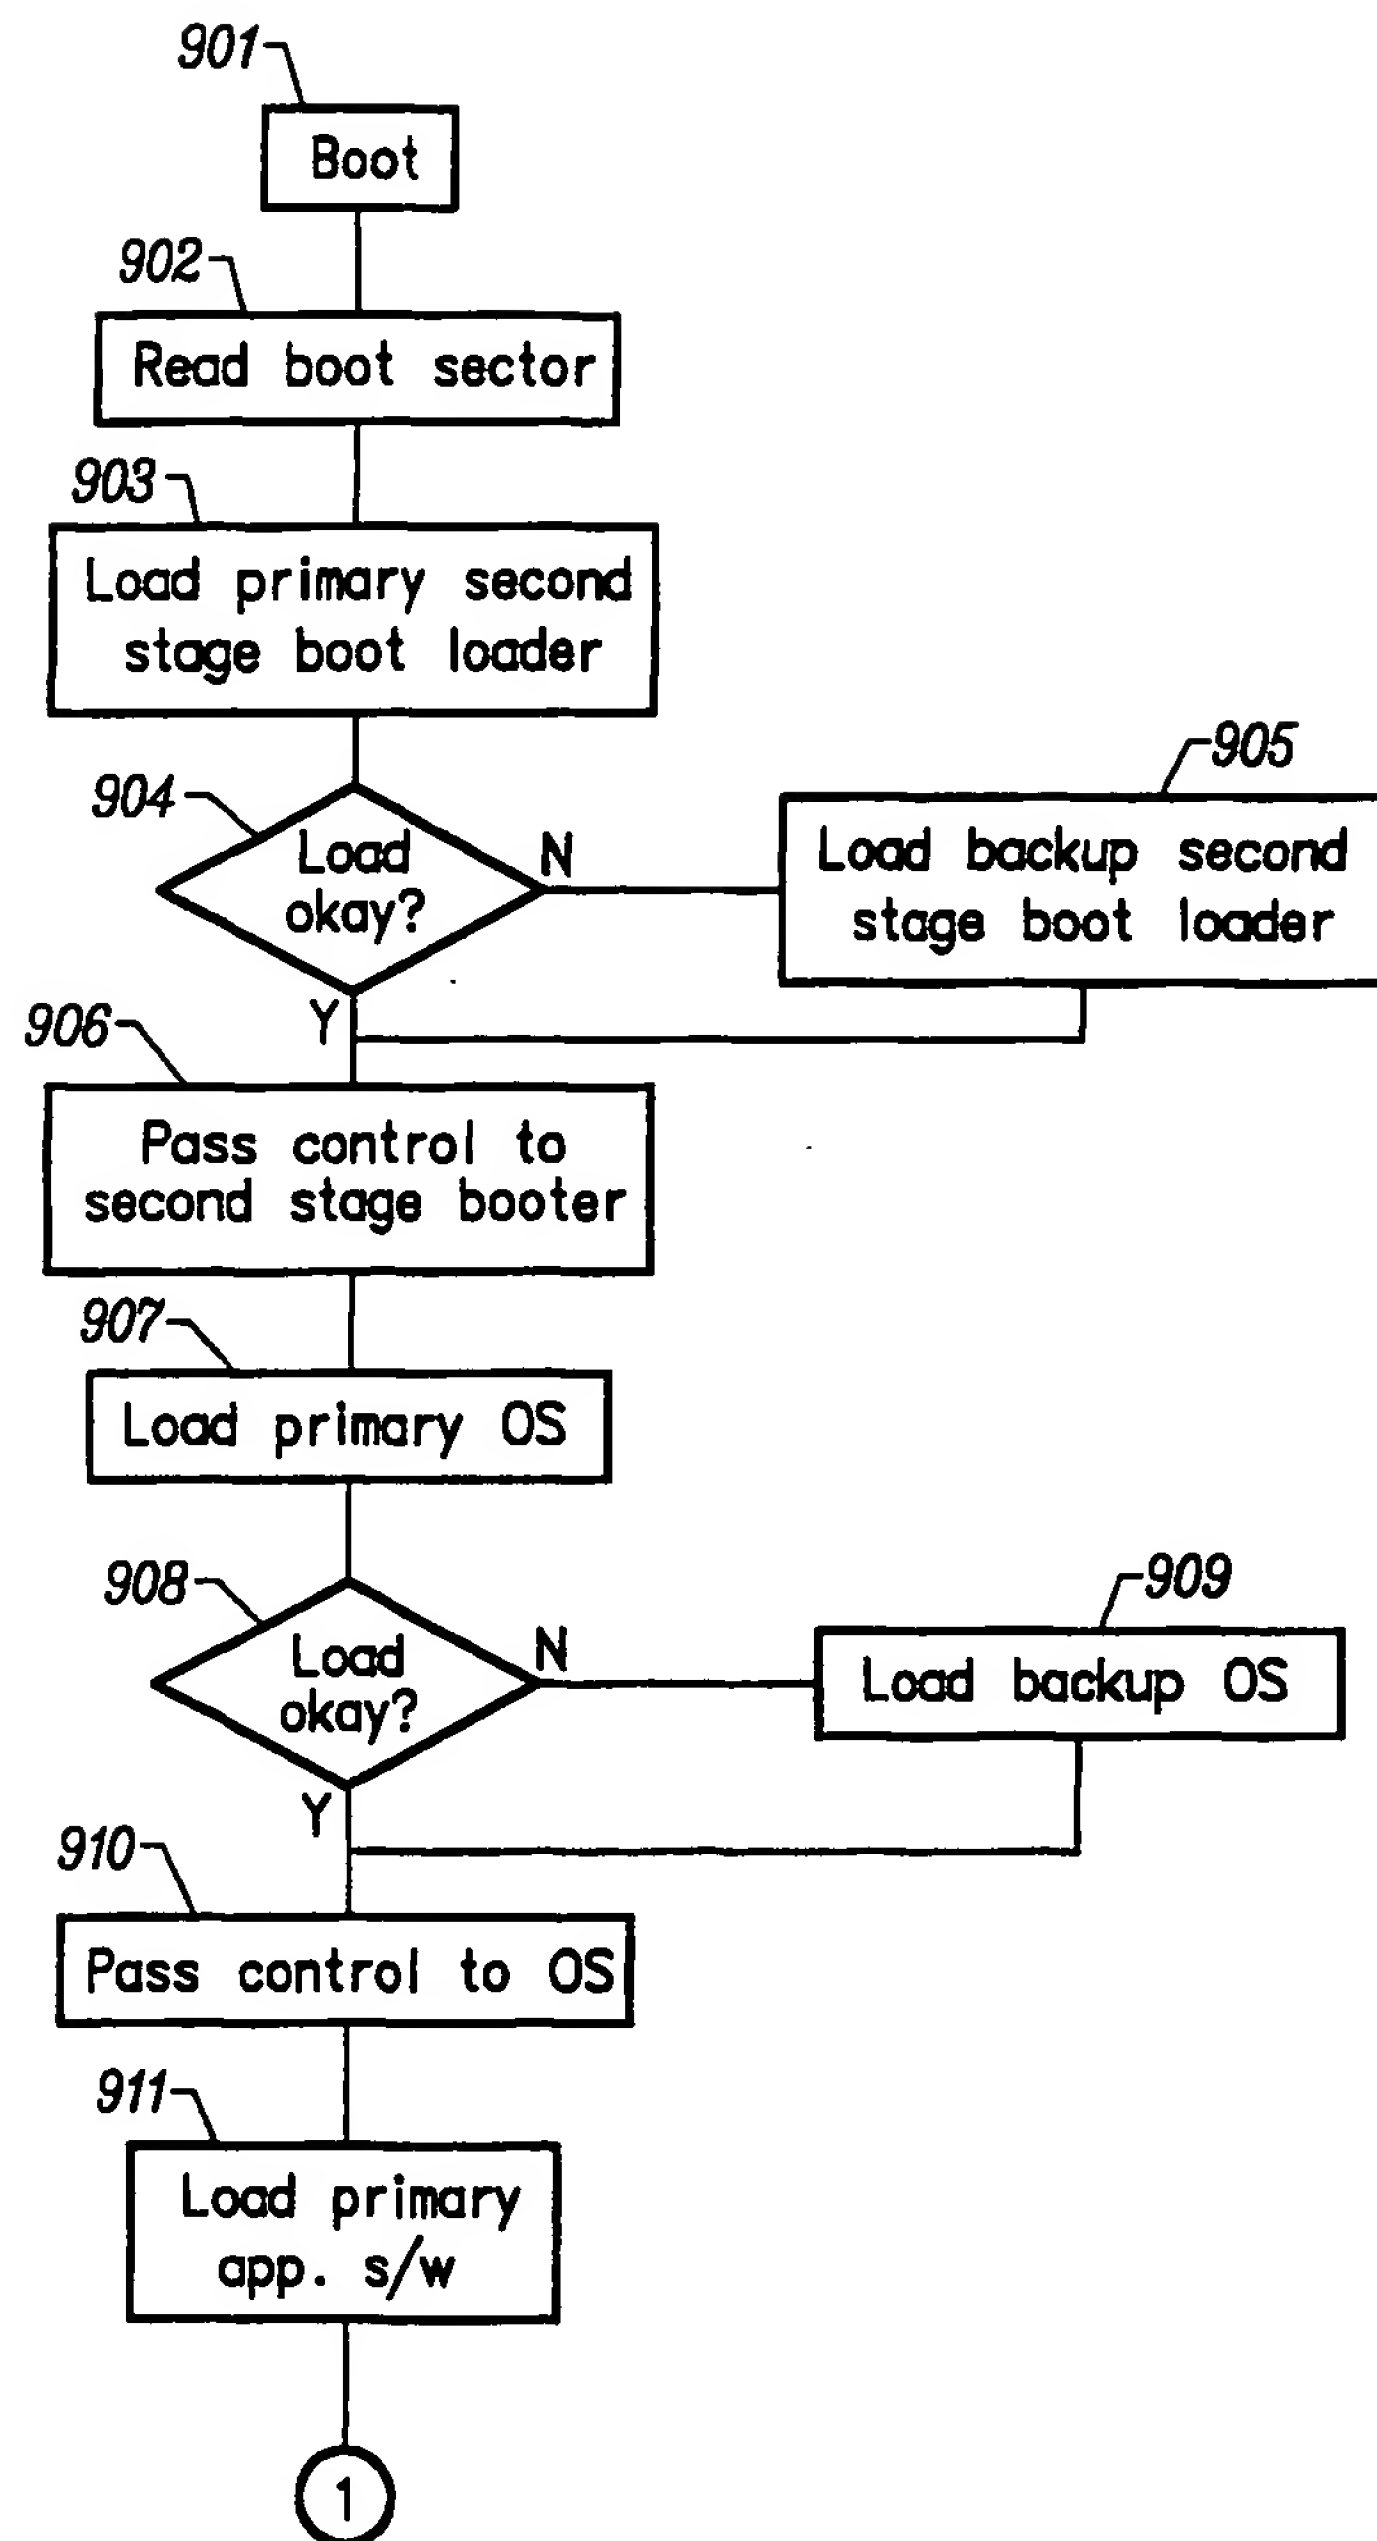 901
Boot
902
Read boot sector
903
Load primary second
stage boot loader
904
Load
okay?
N
Y
905
Load backup second
stage boot loader
906
Pass control to
second stage booter
907
Load primary OS
908
Load
okay?
N
Y
909
Load backup OS
910
Pass control to OS
911
Load primary
app. s/w
1